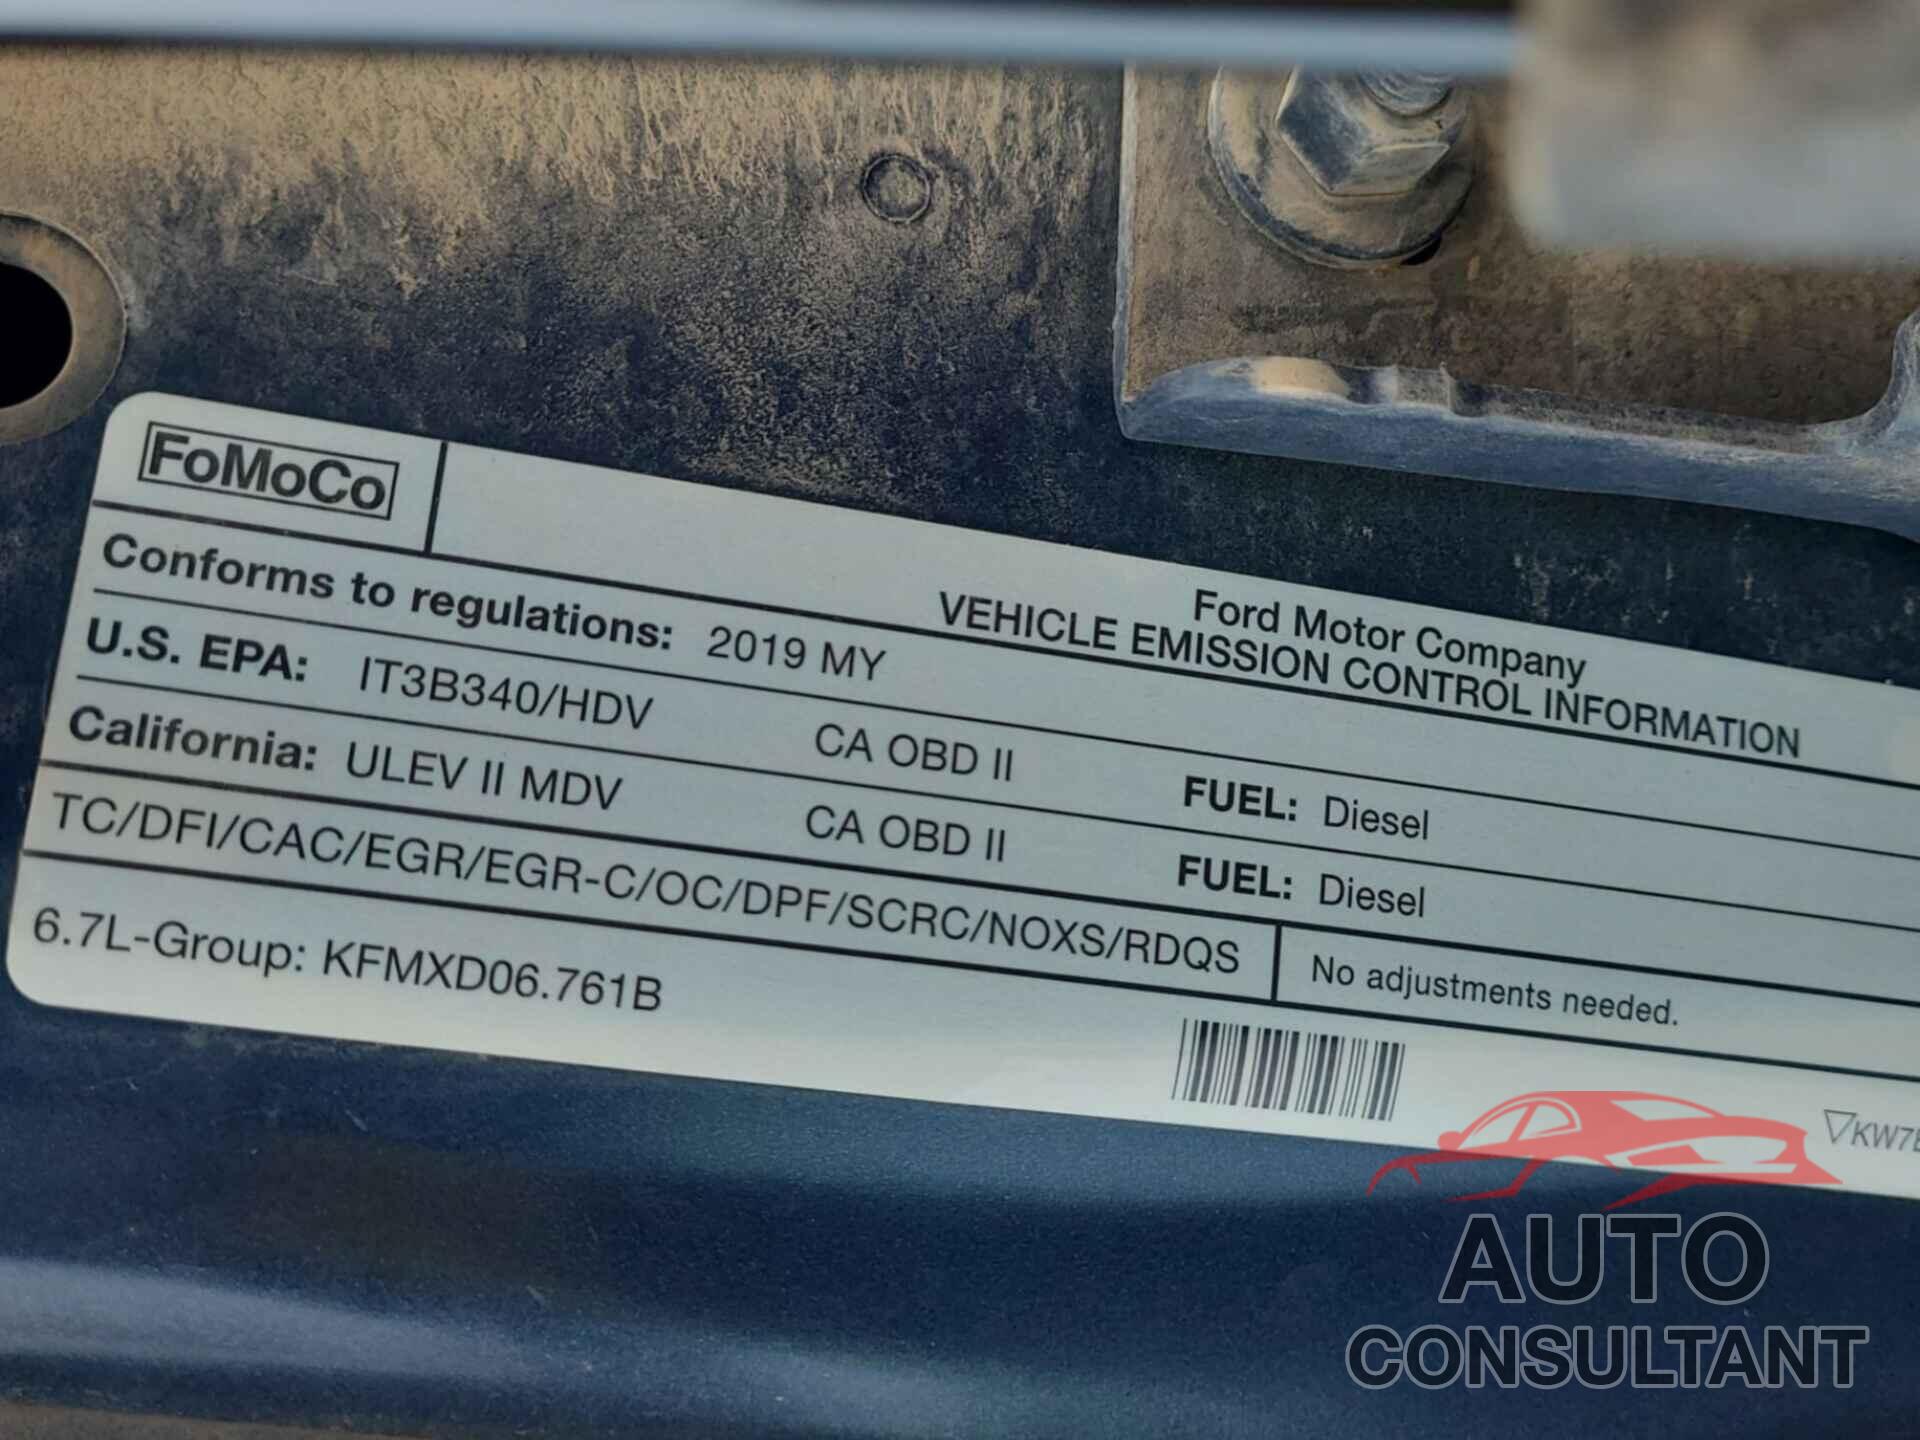 FoMoCo
Ford Motor Company
VEHICLE EMISSION CONTROL INFORMATION
Conforms to regulations: 2019 MY
U.S. EPA: IT3B340/HDV CA OBD II FUEL: Diesel
California: ULEV II MDV CA OBD II FUEL: Diesel
TC/DFI/CAC/EGR/EGR-C/OC/DPF/SCRC/NOXS/RDQS No adjustments needed.
6.7L-Group: KFMXD06.761B
AUTO
CONSULTANT